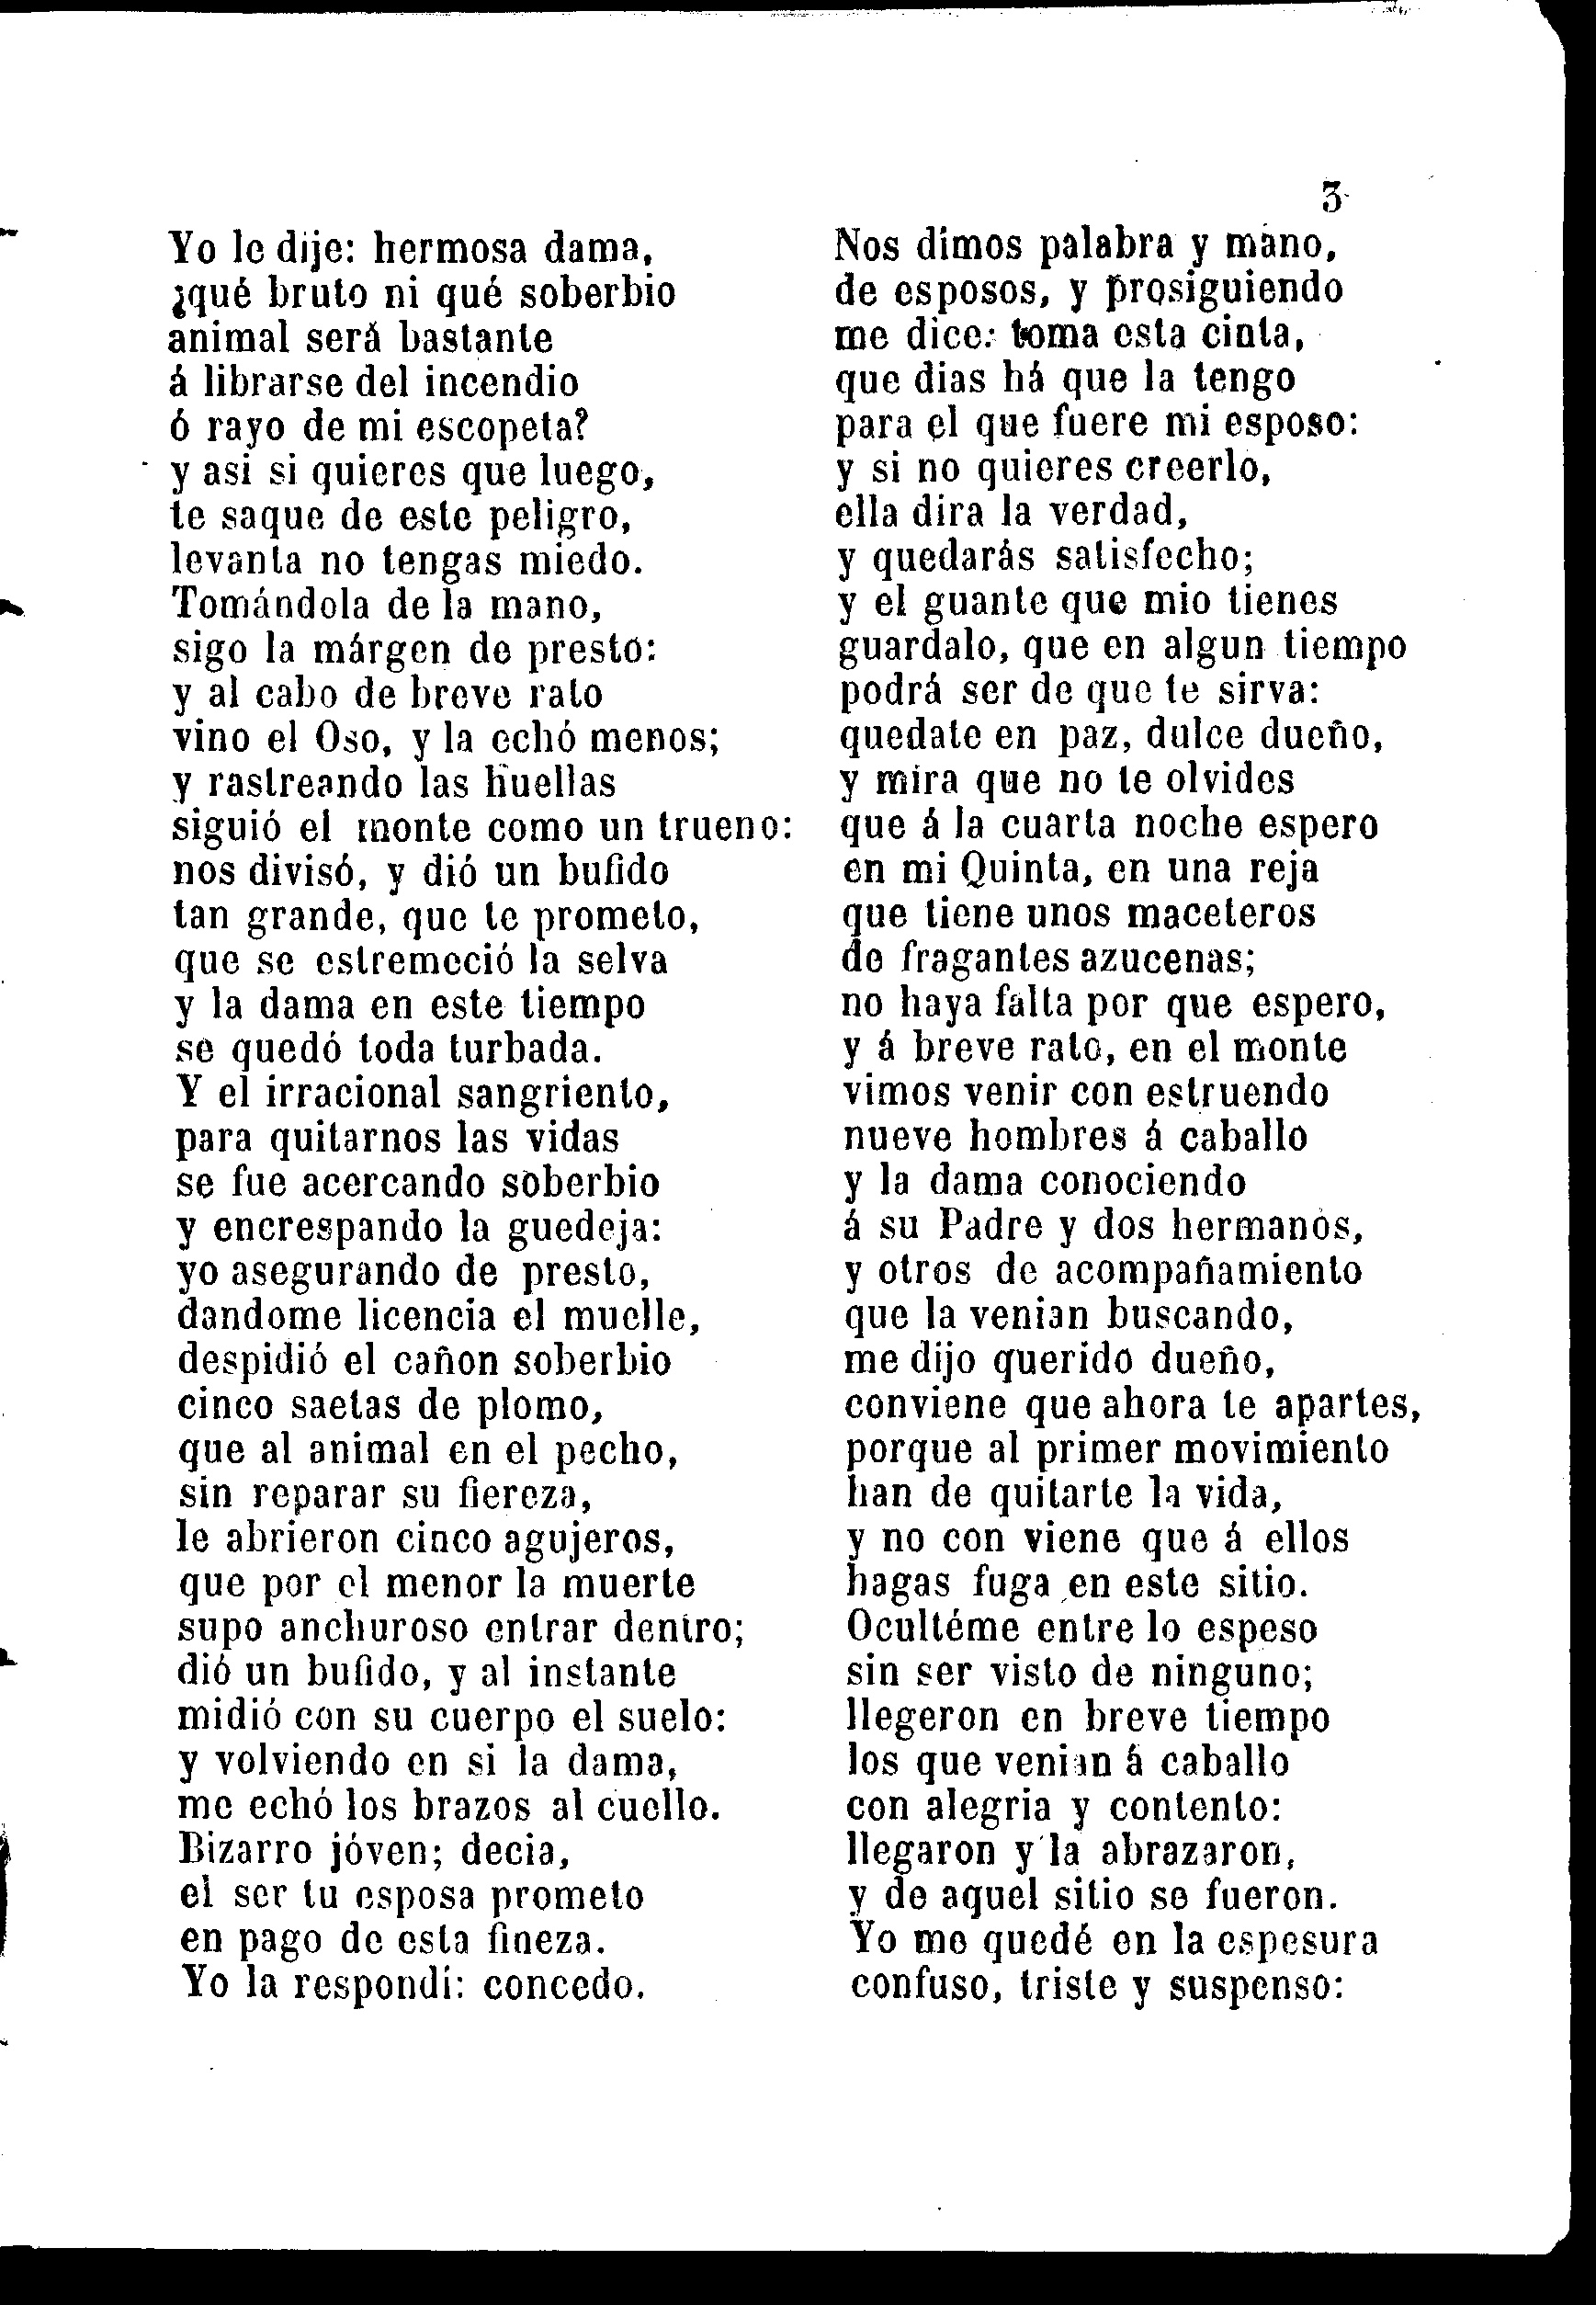 3
Yo le dije: hermosa dama,
¿qué bruto ni qué soberbio
animal será bastante
á librarse del incendio
ó rayo de mi escopeta?
y asi si quieres que luego,
te saque de este peligro,
levanta no tengas miedo.
Tomándola de la mano,
sigo la márgen de presto:
y al cabo de breve rato
vino el Oso, y la echó menos;
y rastreando las huellas
siguió el monte como un trueno:
nos divisó, y dió un bufido
tan grande, que te prometo,
que se estremeció la selva
y la dama en este tiempo
se quedó toda turbada.
Y el irracional sangriento,
para quitarnos las vidas
se fue acercando soberbio
y encrespando la guedeja:
yo asegurando de presto,
dandome licencia el muelle,
despidió el cañon soberbio
cinco saetas de plomo,
que al animal en el pecho,
sin reparar su fiereza,
le abrieron cinco agujeros,
que por el menor la muerte
supo anchuroso entrar dentro;
dió un bufido, y al instante
midió con su cuerpo el suelo:
y volviendo en si la dama,
me echó los brazos al cuello.
Bizarro jóven; decia,
el ser tu esposa prometo
en pago de esta fineza.
Yo la respondi: concedo.
Nos dimos palabra y mano,
de esposos, y prosiguiendo
me dice: toma esta cinta,
que dias há que la tengo
para el que fuere mi esposo:
y si no quieres creerlo,
ella dira la verdad,
y quedarás satisfecho;
y el guante que mio tienes
guardalo, que en algun tiempo
podrá ser de que te sirva:
quedate en paz, dulce dueño,
y mira que no te olvides
que á la cuarta noche espero
en mi Quinta, en una reja
que tiene unos maceteros
de fragantes azucenas;
no haya falta por que espero,
y á breve rato, en el monte
vimos venir con estruendo
nueve hombres á caballo
y la dama conociendo
á su Padre y dos hermanos,
y otros de acompañamiento
que la venian buscando,
me dijo querido dueño,
conviene que ahora te apartes,
porque al primer movimiento
han de quitarte la vida,
y no con viene que á ellos
hagas fuga en este sitio.
Ocultéme entre lo espeso
sin ser visto de ninguno;
llegeron en breve tiempo
los que venian á caballo
con alegria y contento:
llegaron y la abrazaron,
y de aquel sitio se fueron.
Yo me quedé en la espesura
confuso, triste y suspenso: